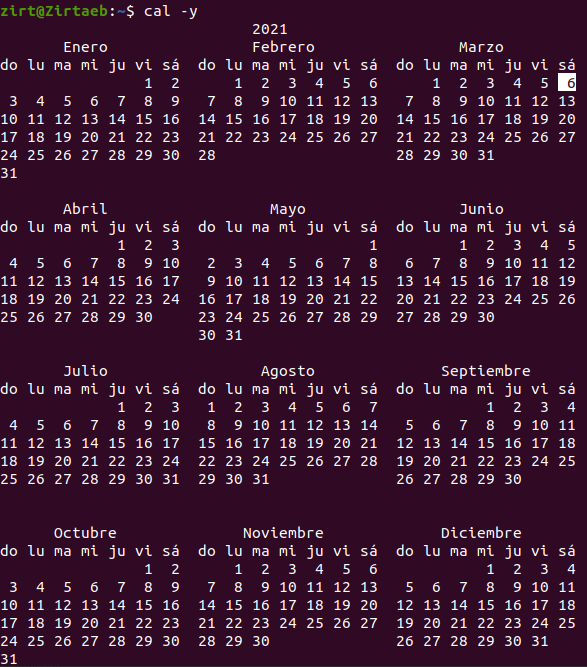 zirt@Zirtaeb:~$ cal -y
                            2021
       Enero                Febrero                Marzo
do lu ma mi ju vi sá  do lu ma mi ju vi sá  do lu ma mi ju vi sá
                1  2      1  2  3  4  5  6      1  2  3  4  5  6
 3  4  5  6  7  8  9   7  8  9 10 11 12 13   7  8  9 10 11 12 13
10 11 12 13 14 15 16  14 15 16 17 18 19 20  14 15 16 17 18 19 20
17 18 19 20 21 22 23  21 22 23 24 25 26 27  21 22 23 24 25 26 27
24 25 26 27 28 29 30  28                    28 29 30 31
31
       Abril                  Mayo                 Junio
do lu ma mi ju vi sá  do lu ma mi ju vi sá  do lu ma mi ju vi sá
             1  2  3                     1         1  2  3  4  5
 4  5  6  7  8  9 10   2  3  4  5  6  7  8   6  7  8  9 10 11 12
11 12 13 14 15 16 17   9 10 11 12 13 14 15  13 14 15 16 17 18 19
18 19 20 21 22 23 24  16 17 18 19 20 21 22  20 21 22 23 24 25 26
25 26 27 28 29 30     23 24 25 26 27 28 29  27 28 29 30
                      30 31
       Julio                 Agosto              Septiembre
do lu ma mi ju vi sá  do lu ma mi ju vi sá  do lu ma mi ju vi sá
             1  2  3   1  2  3  4  5  6  7            1  2  3  4
 4  5  6  7  8  9 10   8  9 10 11 12 13 14   5  6  7  8  9 10 11
11 12 13 14 15 16 17  15 16 17 18 19 20 21  12 13 14 15 16 17 18
18 19 20 21 22 23 24  22 23 24 25 26 27 28  19 20 21 22 23 24 25
25 26 27 28 29 30 31  29 30 31              26 27 28 29 30
      Octubre              Noviembre             Diciembre
do lu ma mi ju vi sá  do lu ma mi ju vi sá  do lu ma mi ju vi sá
                1  2      1  2  3  4  5  6            1  2  3  4
 3  4  5  6  7  8  9   7  8  9 10 11 12 13   5  6  7  8  9 10 11
10 11 12 13 14 15 16  14 15 16 17 18 19 20  12 13 14 15 16 17 18
17 18 19 20 21 22 23  21 22 23 24 25 26 27  19 20 21 22 23 24 25
24 25 26 27 28 29 30  28 29 30              26 27 28 29 30 31
31